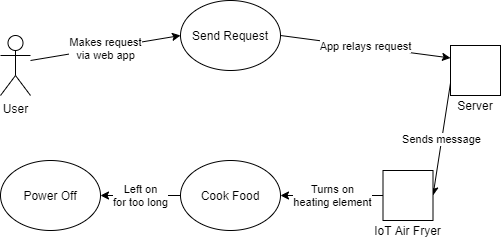 Makes request
via web app
Send Request
App relays request
User
Server
Sends message
Power Off
Left on
for too long
Cook Food
Turns on
heating element
IoT Air Fryer